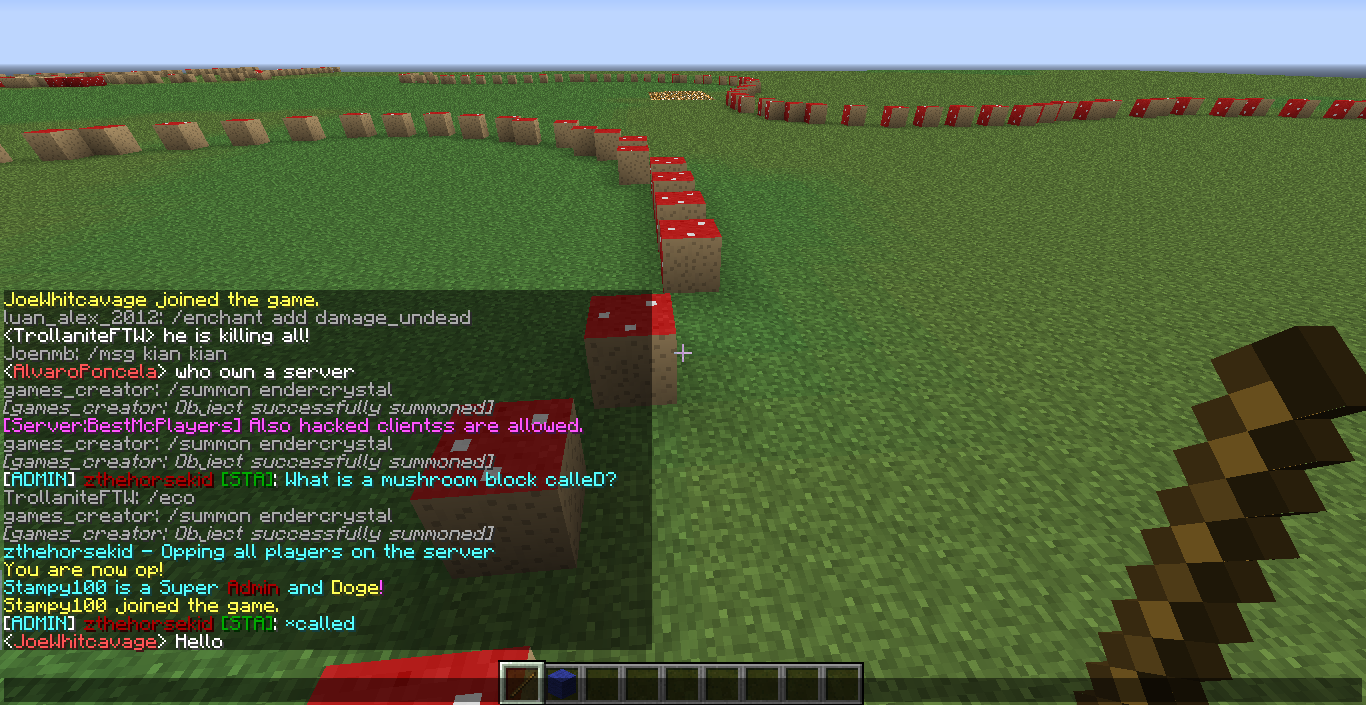 JoeWhitcavage joined the game.
luan_alex_2012: /enchant add damage_undead
<TrollaniteFTW> he is killing all!
Joenmb: /msg kian kian
<AlvaroPoncela> who own a server
games_creator: /summon endercrystal
[games_creator: Object successfully summoned]
[Server:BestMcPlayers] Also hacked clientss are allowed.
games_creator: /summon endercrystal
[games_creator: Object successfully summoned]
[ADMIN] zthehorsekid [STA]: What is a mushroom block calleD?
TrollaniteFTW: /eco
games_creator: /summon endercrystal
[games_creator: Object successfully summoned]
zthehorsekid - Opping all players on the server
You are now op!
Stampy100 is a Super Admin and Doge!
Stampy100 joined the game.
[ADMIN] zthehorsekid [STA]: *called
<JoeWhitcavage> Hello